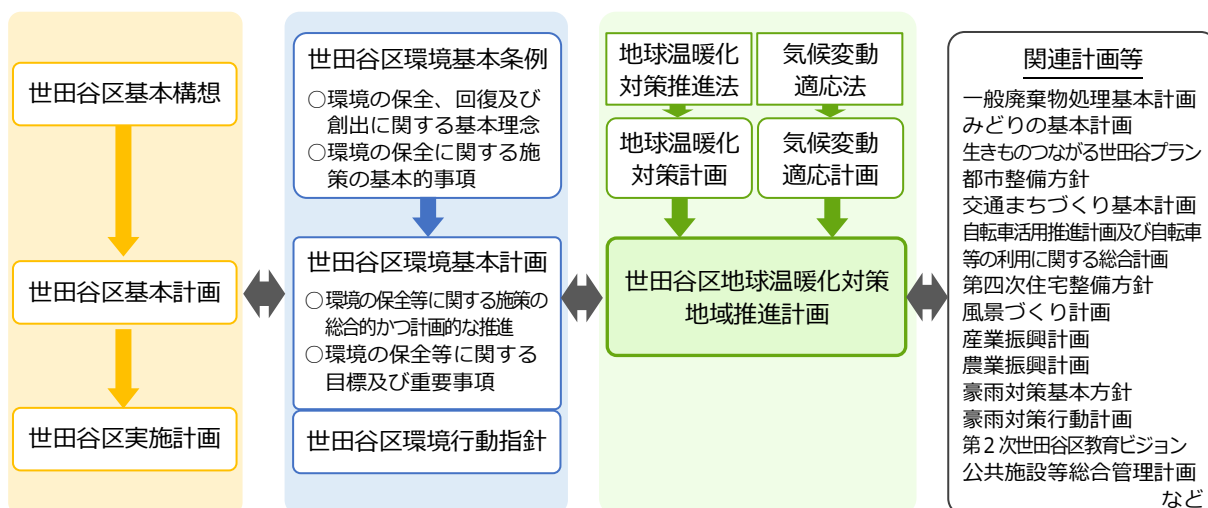 世田谷区基本構想
世田谷区基本計画
世田谷区実施計画
世田谷区環境基本条例
○環境の保全、回復及び
創出に関する基本理念
○環境の保全に関する施
策の基本的事項
世田谷区環境基本計画
○環境の保全等に関する施策の
総合的かつ計画的な推進
○環境の保全等に関する
目標及び重要事項
世田谷区環境行動指針
地球温暖化
対策推進法
気候変動
適応法
地球温暖化
対策計画
気候変動
適応計画
世田谷区地球温暖化対策
地域推進計画
関連計画等
一般廃棄物処理基本計画
みどりの基本計画
生きものつながる世田谷プラン
都市整備方針
交通まちづくり基本計画
自転車活用推進計画及び自転車
等の利用に関する総合計画
第四次住宅整備方針
風景づくり計画
産業振興計画
農業振興計画
豪雨対策基本方針
豪雨対策行動計画
第2次世田谷区教育ビジョン
公共施設等総合管理計画
など